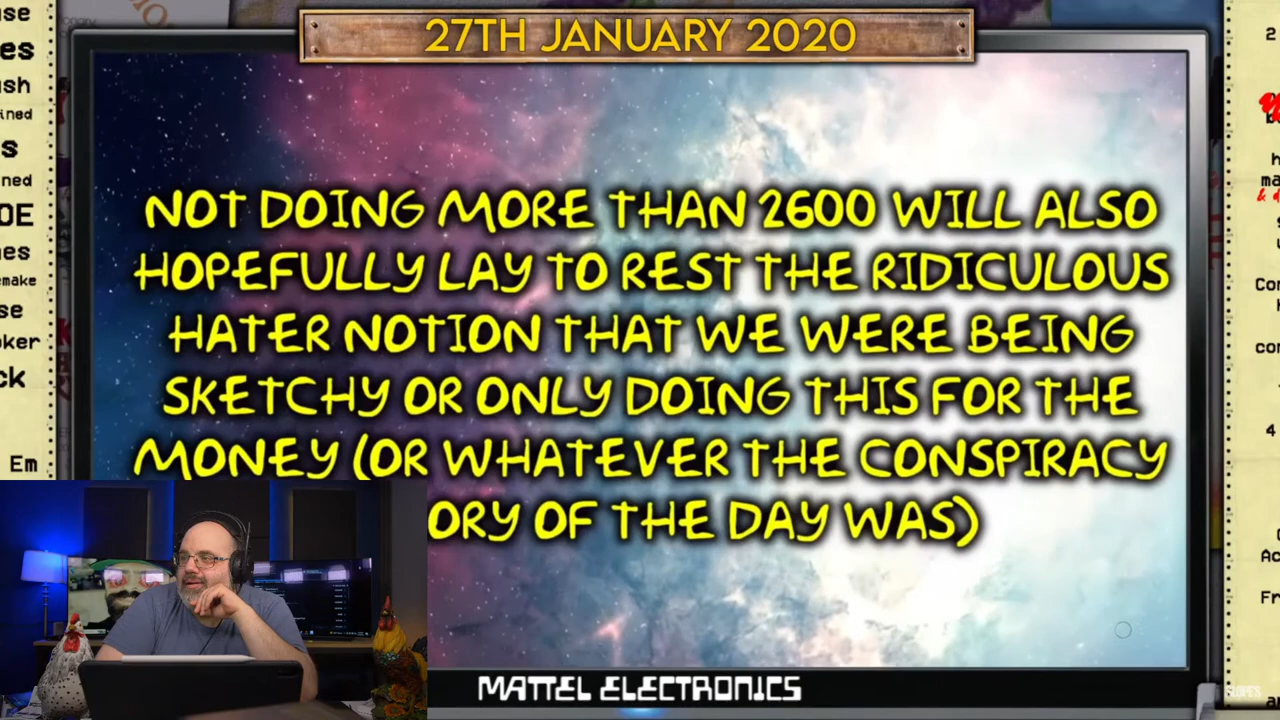 27TH JANUARY 2020
NOT DOING MORE THAN 2600 WILL ALSO
HOPEFULLY LAY TO REST THE RIDICULOUS
HATER NOTION THAT WE WERE BEING
SKETCHY OR ONLY DOING THIS FOR THE
MONEY (OR WHATEVER THE CONSPIRACY
ORY OF THE DAY WAS)
MATTEL ELECTRONICS
Em